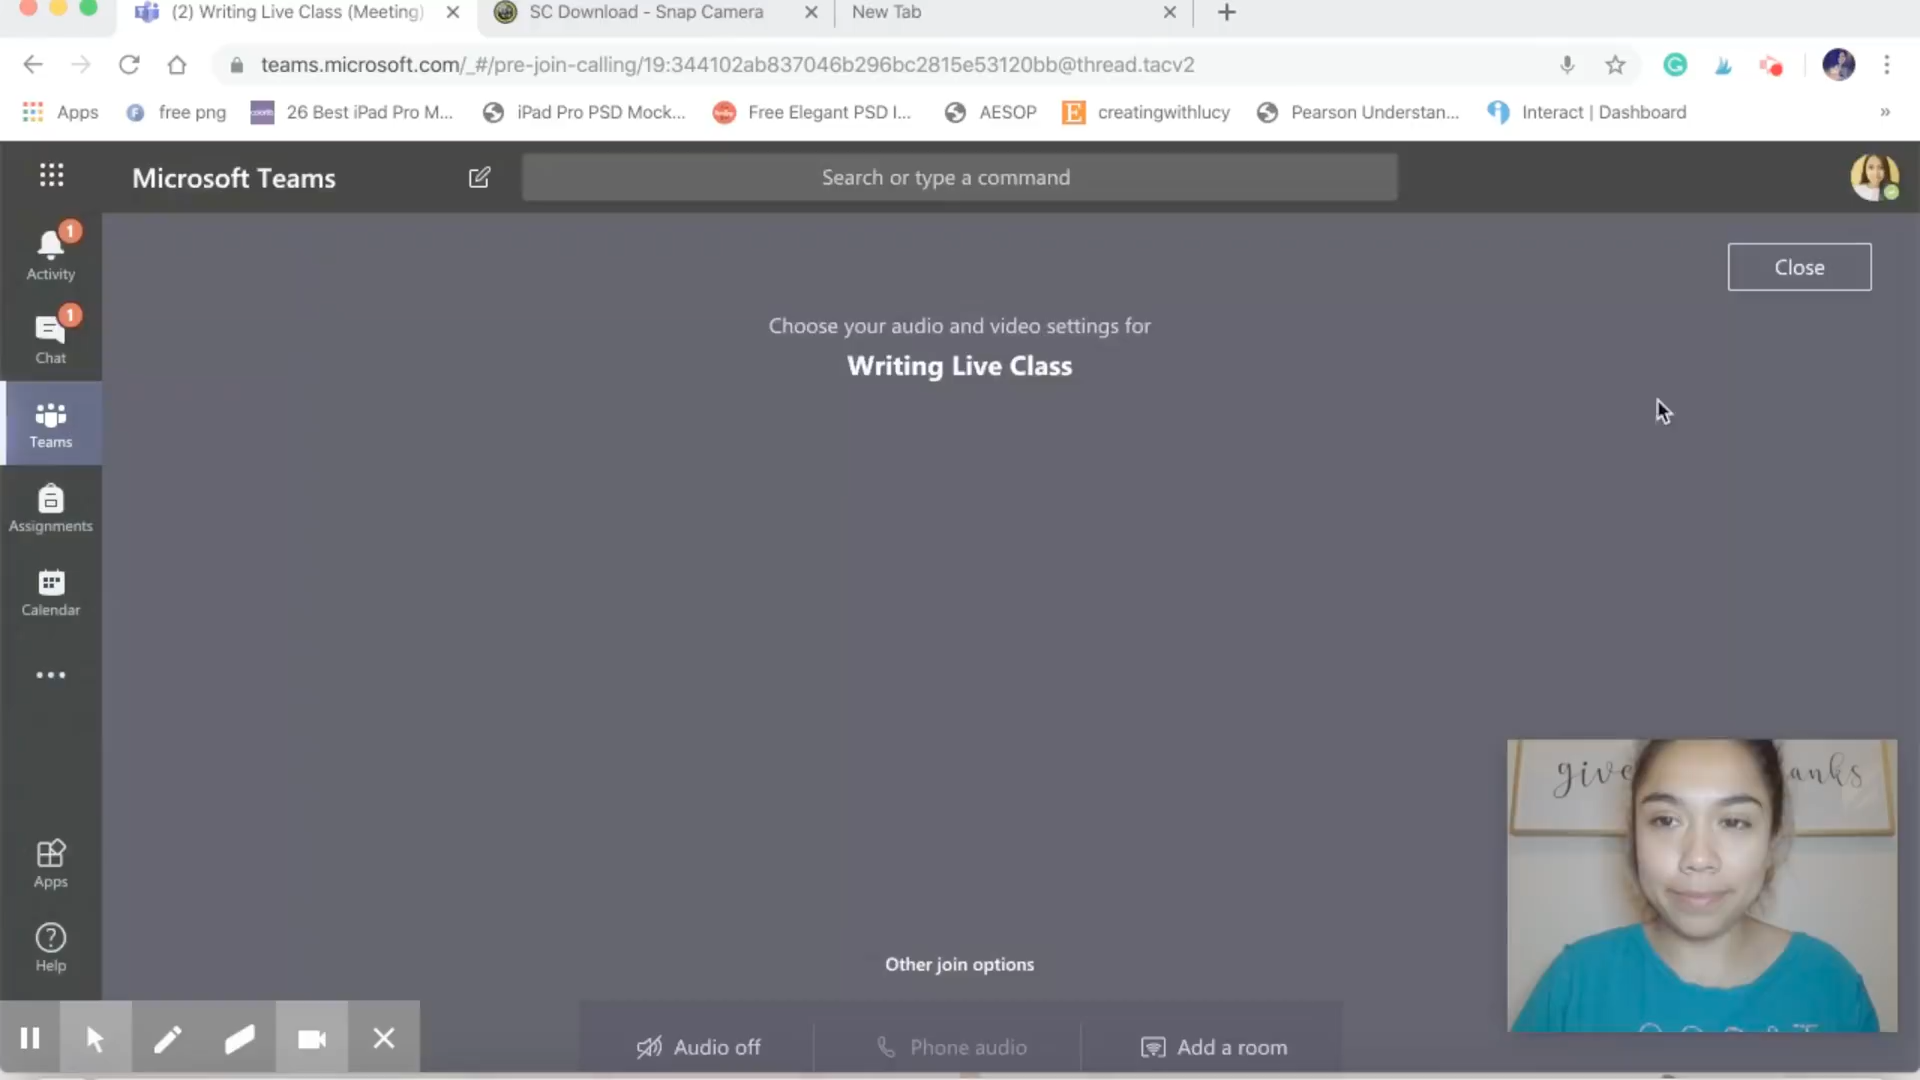 (2) Writing Live Class (Meeting)
SC Download - Snap Camera
New Tab
teams.microsoft.com/_#/pre-join-calling/19:344102ab837046b296bc2815e53120bb@thread.tacv2
Apps
free png
26 Best iPad Pro M...
iPad Pro PSD Mock...
Free Elegant PSD I...
AESOP
creatingwithlucy
Pearson Understan...
Interact | Dashboard
Microsoft Teams
Search or type a command
1
Activity
1
Chat
Teams
Assignments
Calendar
Apps
Help
Close
Choose your audio and video settings for
Writing Live Class
give anks
Other join options
Audio off
Phone audio
Add a room